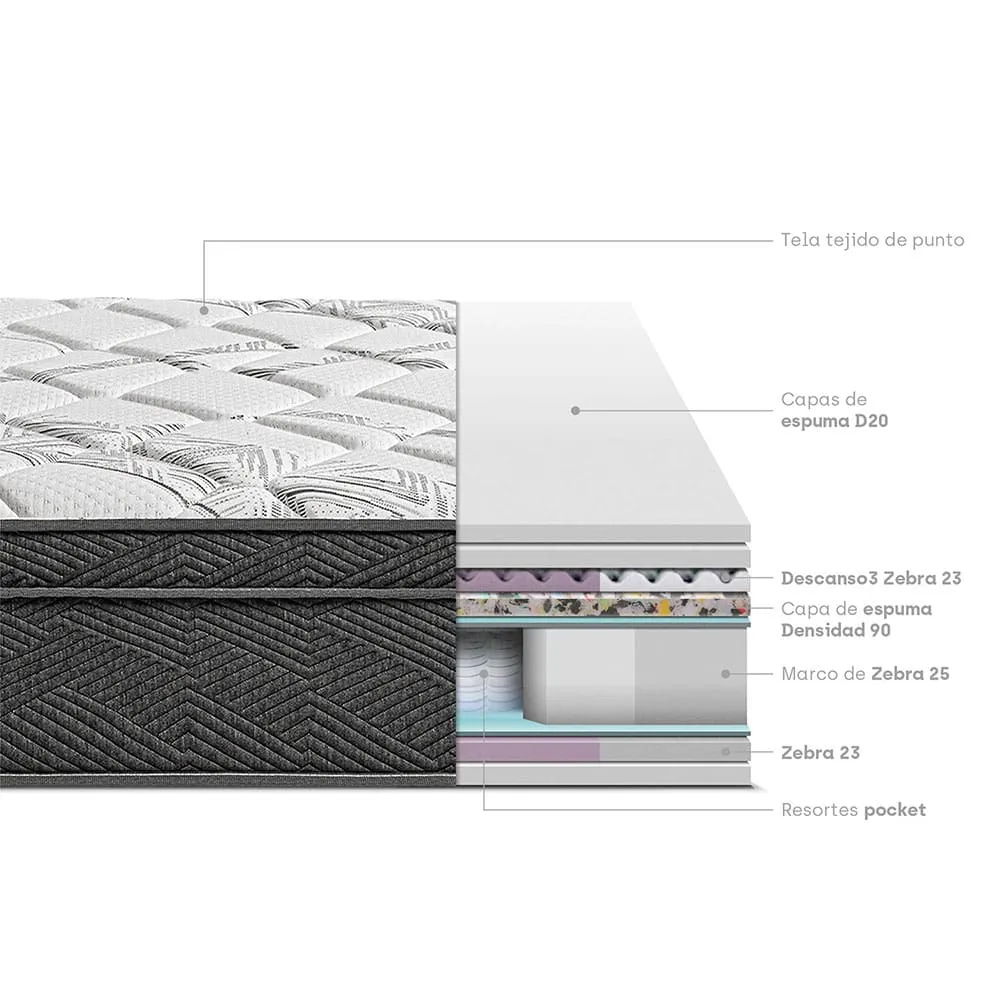 Tela tejido de punto
Capas de
espuma D20
Descanso3 Zebra 23
Capa de espuma
Densidad 90
Marco de Zebra 25
Zebra 23
Resortes pocket